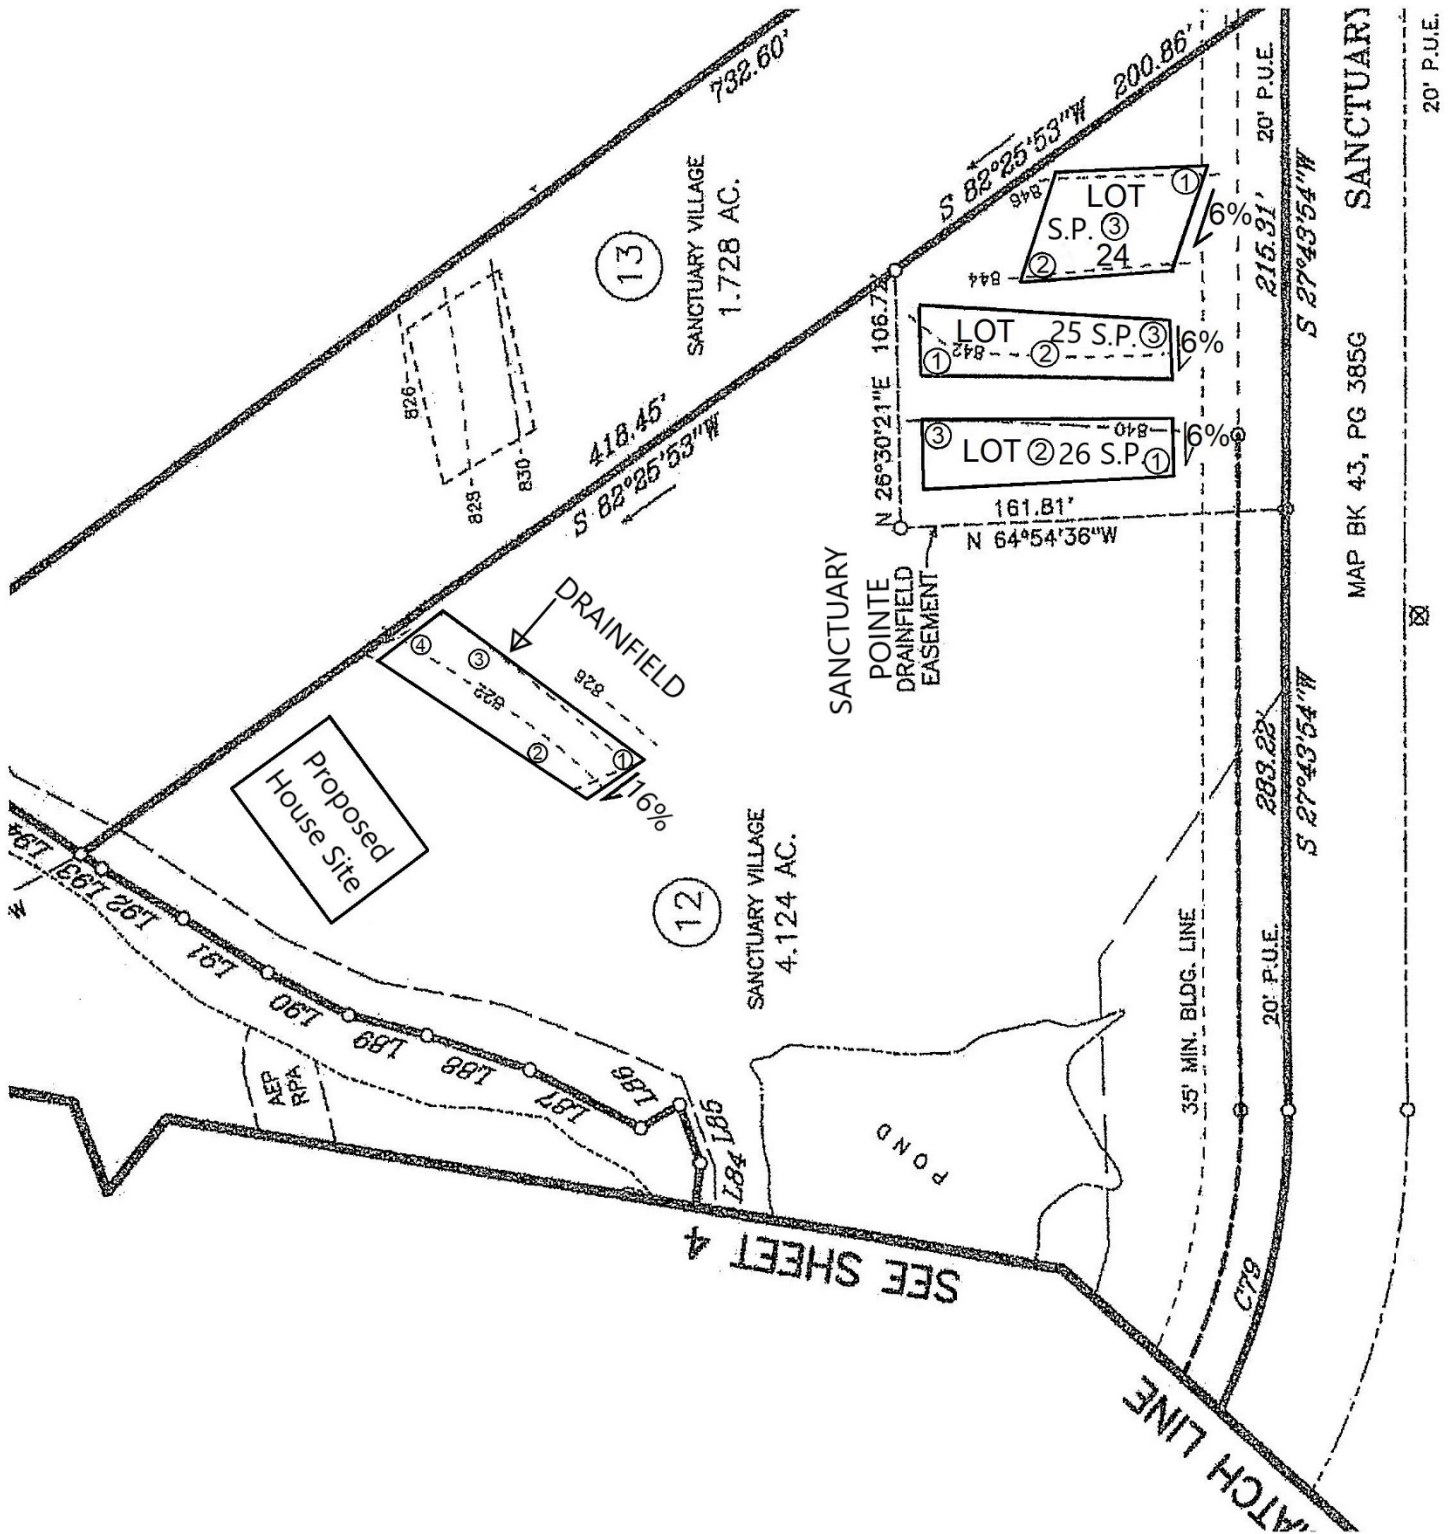 732.60'
13
SANCTUARY VILLAGE
1.728 AC.
S 82°25'53"W 200.86'
20' P.U.E.
SANCTUARY
20' P.U.E.
846
LOT
①
S.P. ③
24
②
844
6%
215.31'
S 27°43'54"W
106.72'
N 26°30'21"E
LOT 25 S.P. ③
① 842 ②
6%
③ 840
LOT ② 26 S.P. ①
6%
161.81'
N 64°54'36"W
MAP BK 43, PG 385G
826
828
830
418.45'
S 82°25'53"W
SANCTUARY
POINTE
DRAINFIELD
EASEMENT
DRAINFIELD
④
③
822
826
②
①
16%
Proposed
House Site
12
SANCTUARY VILLAGE
4.124 AC.
283.22'
S 27°43'54"W
35' MIN. BLDG. LINE
20' P.U.E.
L94
L93
L92
L91
L90
L89
L88
L87
L86
L85
L84
W
AEP
RPA
POND
SEE SHEET 4
C79
MATCH LINE